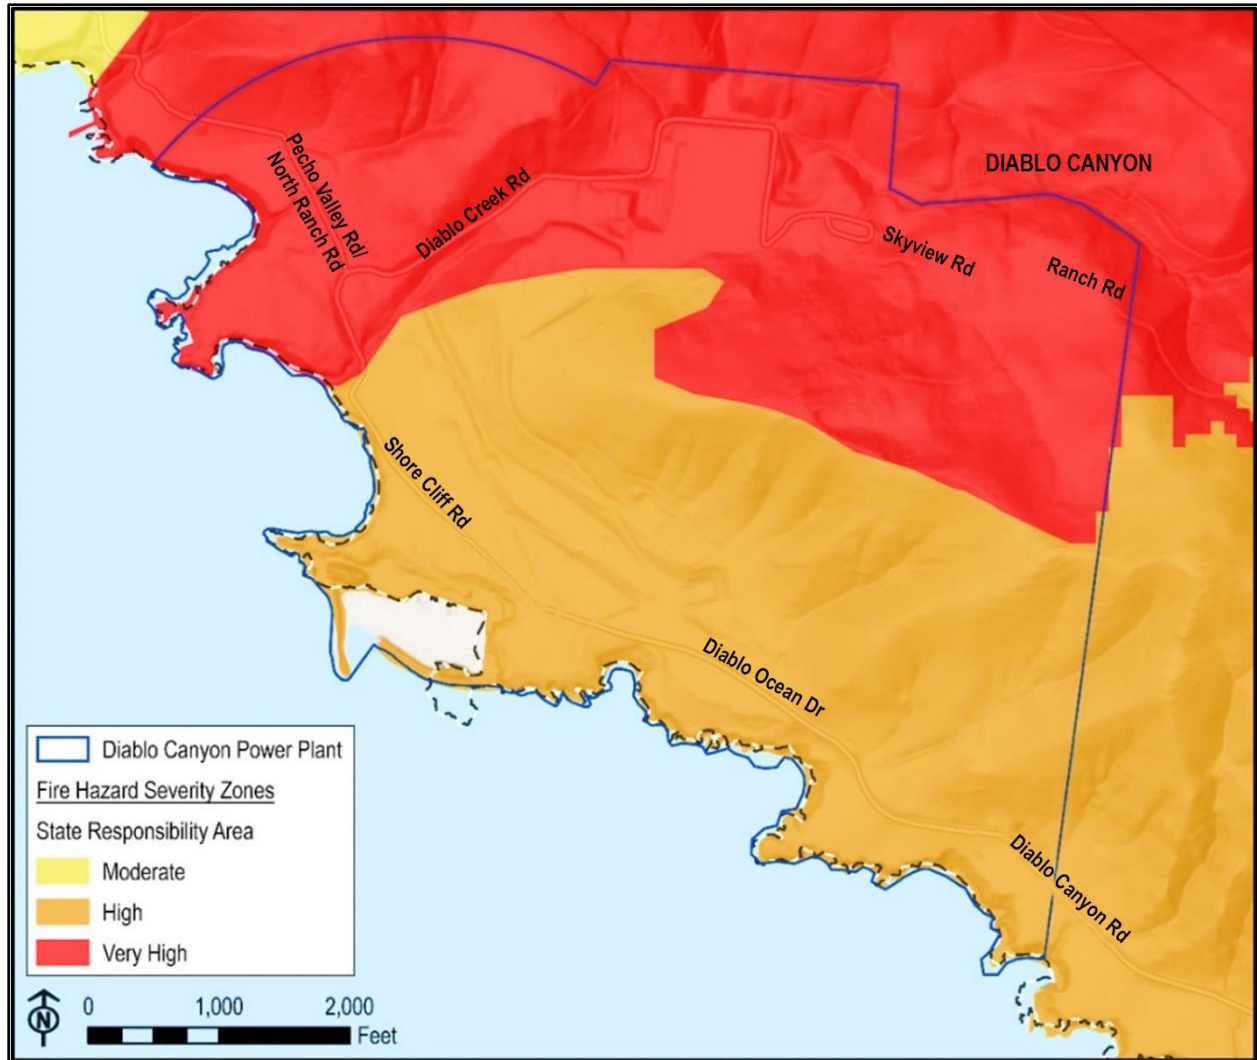 Pecho Valley Rd/
North Ranch Rd
Diablo Creek Rd
DIABLO CANYON
Skyview Rd
Ranch Rd
Shore Cliff Rd
Diablo Ocean Dr
Diablo Canyon Rd
Diablo Canyon Power Plant
Fire Hazard Severity Zones
State Responsibility Area
Moderate
High
Very High
N
0 1,000 2,000
Feet